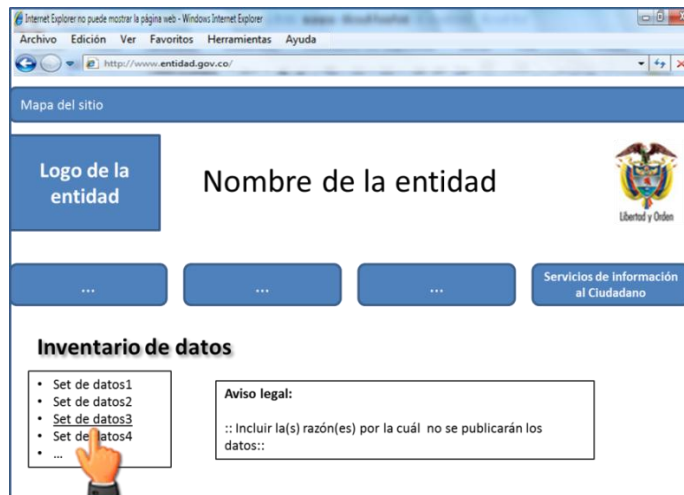 Internet Explorer no puede mostrar la página web - Windows Internet Explorer
Archivo Edición Ver Favoritos Herramientas Ayuda
http://www.entidad.gov.co/
Mapa del sitio
Logo de la
entidad
Nombre de la entidad
Libertad y Orden
...
...
...
Servicios de información
al Ciudadano
Inventario de datos
• Set de datos1
• Set de datos2
• Set de datos3
• Set de datos4
• ...
Aviso legal:
:: Incluir la(s) razón(es) por la cuál no se publicarán los
datos::